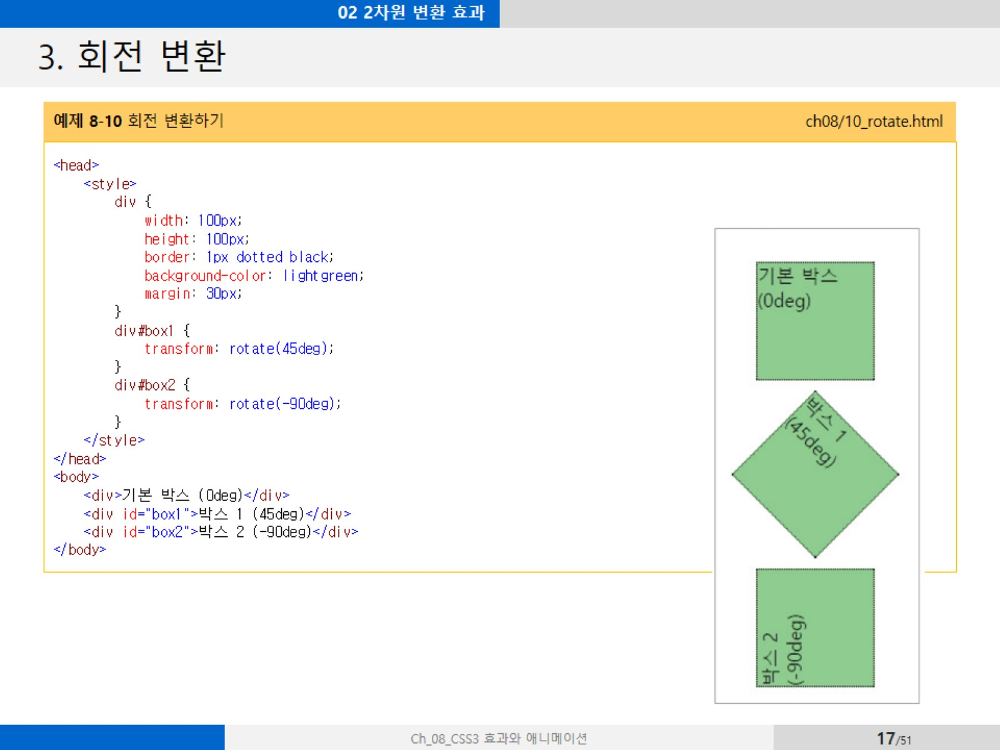 02 2차원 변환 효과
3. 회전 변환
예제 8-10 회전 변환하기
ch08/10_rotate.html
<head>
    <style>
        div {
            width: 100px;
            height: 100px;
            border: 1px dotted black;
            background-color: lightgreen;
            margin: 30px;
        }
        div#box1 {
            transform: rotate(45deg);
        }
        div#box2 {
            transform: rotate(-90deg);
        }
    </style>
</head>
<body>
    <div>기본 박스 (0deg)</div>
    <div id="box1">박스 1 (45deg)</div>
    <div id="box2">박스 2 (-90deg)</div>
</body>
기본 박스
(0deg)
박스 1
(45deg)
박스 2
(-90deg)
Ch_08_CSS3 효과와 애니메이션
17/51